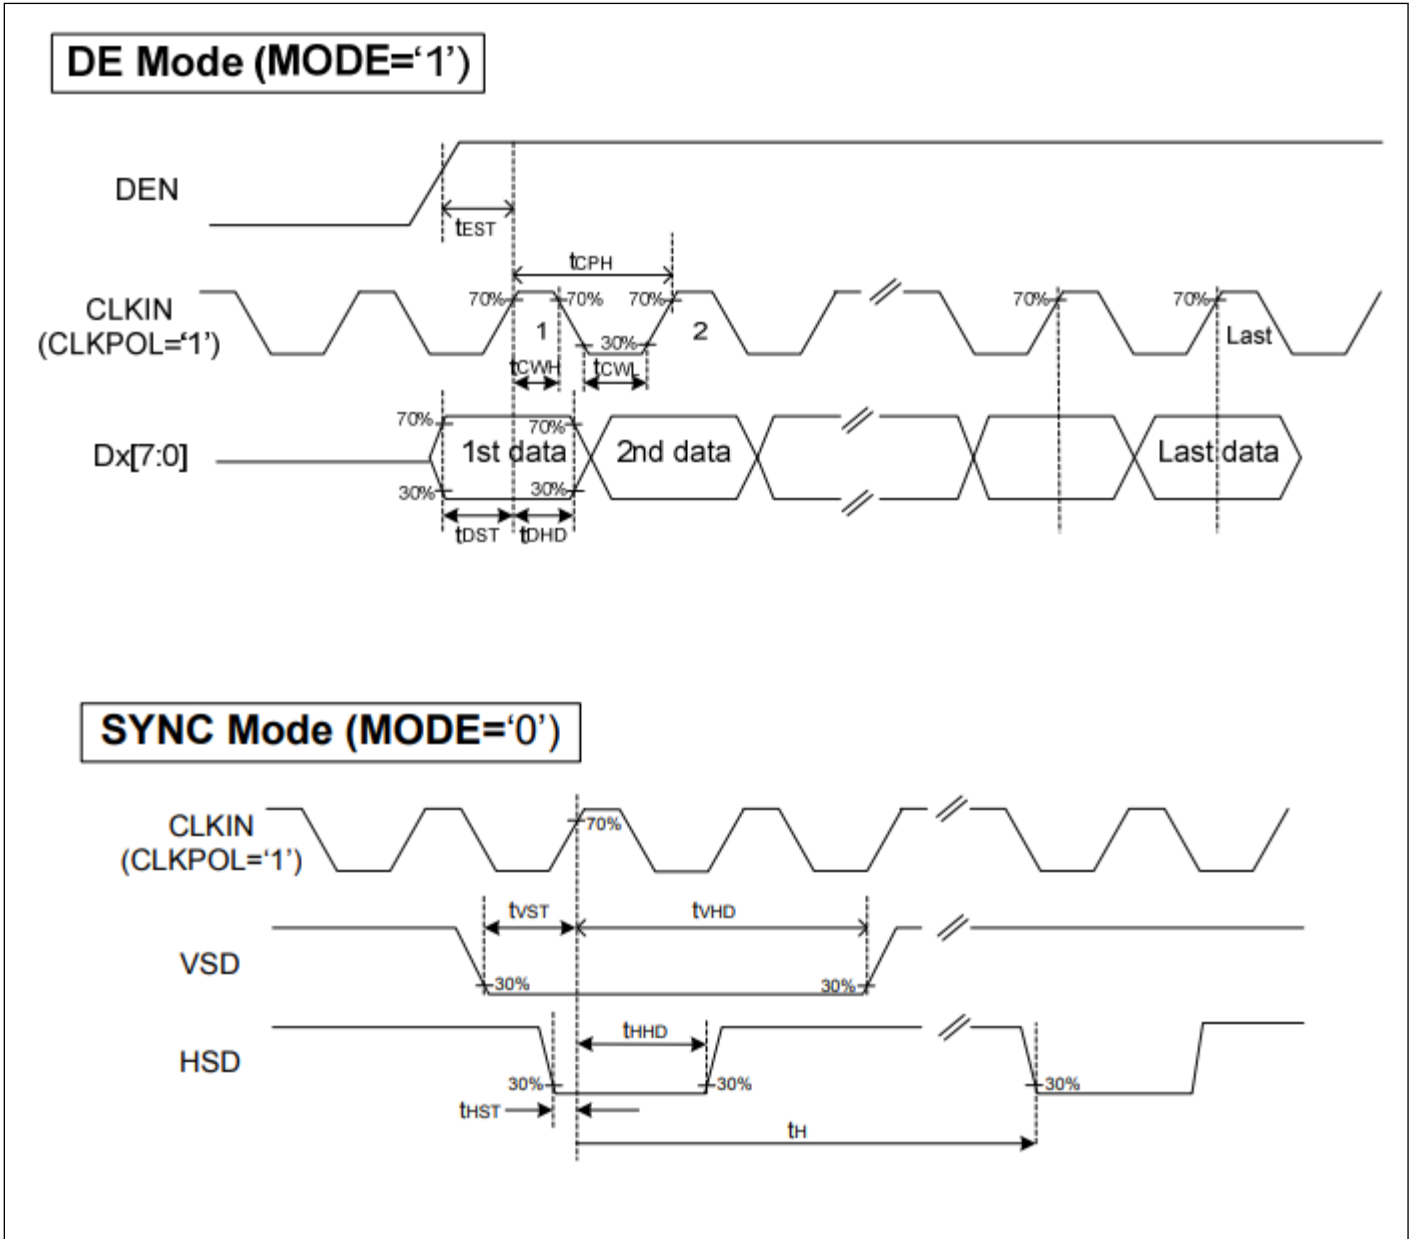 DE Mode (MODE=‘1’)
DEN
tEST
tCPH
CLKIN
(CLKPOL=‘1’)
70%
70%
70%
70%
70%
1
2
Last
30%
tCWH
tCWL
Dx[7:0]
70%
70%
1st data
2nd data
Last data
30%
30%
tDST
tDHD
SYNC Mode (MODE=‘0’)
CLKIN
(CLKPOL=‘1’)
70%
tVST
tVHD
VSD
30%
30%
tHHD
HSD
30%
30%
30%
tHST
tH